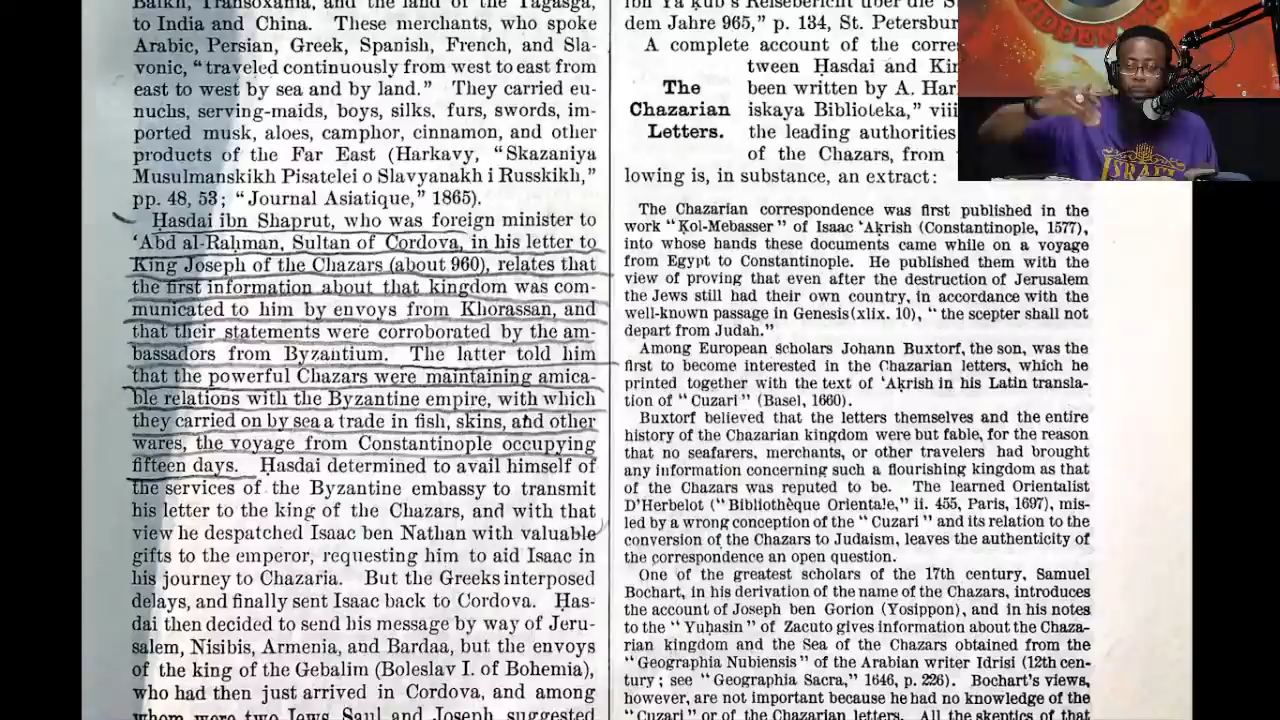 Balkh, Transoxania, and the land of the Tagasga,
to India and China. These merchants, who spoke
Arabic, Persian, Greek, Spanish, French, and Sla-
vonic, "traveled continuously from west to east from
east to west by sea and by land." They carried eu-
nuchs, serving-maids, boys, silks, furs, swords, im-
ported musk, aloes, camphor, cinnamon, and other
products of the Far East (Harkavy, "Skazaniya
Musulmanskikh Pisatelei o Slavyanakh i Russkikh,"
pp. 48, 53; "Journal Asiatique," 1865).
Ḥasdai ibn Shaprut, who was foreign minister to
'Abd al-Raḥman, Sultan of Cordova, in his letter to
King Joseph of the Chazars (about 960), relates that
the first information about that kingdom was com-
municated to him by envoys from Khorassan, and
that their statements were corroborated by the am-
bassadors from Byzantium. The latter told him
that the powerful Chazars were maintaining amica-
ble relations with the Byzantine empire, with which
they carried on by sea a trade in fish, skins, and other
wares, the voyage from Constantinople occupying
fifteen days. Ḥasdai determined to avail himself of
the services of the Byzantine embassy to transmit
his letter to the king of the Chazars, and with that
view he despatched Isaac ben Nathan with valuable
gifts to the emperor, requesting him to aid Isaac in
his journey to Chazaria. But the Greeks interposed
delays, and finally sent Isaac back to Cordova. Ḥas-
dai then decided to send his message by way of Jeru-
salem, Nisibis, Armenia, and Bardaa, but the envoys
of the king of the Gebalim (Boleslav I. of Bohemia),
who had then just arrived in Cordova, and among
whom were two Jews, Saul and Joseph, suggested
ibn Ya'ḳub's Reisebericht über die S
dem Jahre 965," p. 134, St. Petersbur
A complete account of the corre
tween Ḥasdai and Kin
The
Chazarian
Letters.
been written by A. Har
iskaya Biblioteka," vii
the leading authorities
of the Chazars, from
lowing is, in substance, an extract:
The Chazarian correspondence was first published in the
work "Ḳol-Mebasser" of Isaac 'Aḳrish (Constantinople, 1577),
into whose hands these documents came while on a voyage
from Egypt to Constantinople. He published them with the
view of proving that even after the destruction of Jerusalem
the Jews still had their own country, in accordance with the
well-known passage in Genesis (xlix. 10), "the scepter shall not
depart from Judah."
Among European scholars Johann Buxtorf, the son, was the
first to become interested in the Chazarian letters, which he
printed together with the text of 'Aḳrish in his Latin transla-
tion of "Cuzari" (Basel, 1660).
Buxtorf believed that the letters themselves and the entire
history of the Chazarian kingdom were but fable, for the reason
that no seafarers, merchants, or other travelers had brought
any information concerning such a flourishing kingdom as that
of the Chazars was reputed to be. The learned Orientalist
D'Herbelot ("Bibliothèque Orientale," ii. 455, Paris, 1697), mis-
led by a wrong conception of the "Cuzari" and its relation to the
conversion of the Chazars to Judaism, leaves the authenticity of
the correspondence an open question.
One of the greatest scholars of the 17th century, Samuel
Bochart, in his derivation of the name of the Chazars, introduces
the account of Joseph ben Gorion (Yosippon), and in his notes
to the "Yuḥasin" of Zacuto gives information about the Chaza-
rian kingdom and the Sea of the Chazars obtained from the
"Geographia Nubiensis" of the Arabian writer Idrisi (12th cen-
tury; see "Geographia Sacra," 1646, p. 226). Bochart's views,
however, are not important because he had no knowledge of the
"Cuzari" or of the Chazarian letters. All the skeptics of that
ISRAEL